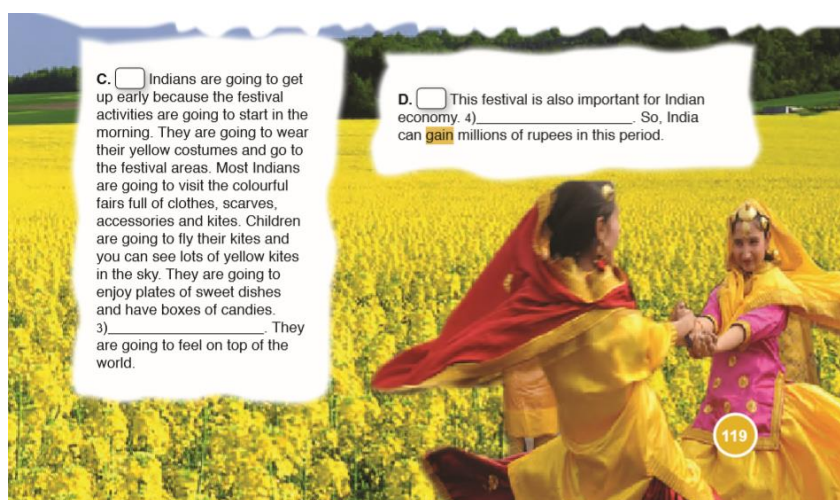 C. Indians are going to get
up early because the festival
activities are going to start in the
morning. They are going to wear
their yellow costumes and go to
the festival areas. Most Indians
are going to visit the colourful
fairs full of clothes, scarves,
accessories and kites. Children
are going to fly their kites and
you can see lots of yellow kites
in the sky. They are going to
enjoy plates of sweet dishes
and have boxes of candies.
3)____________________. They
are going to feel on top of the
world.
D. This festival is also important for Indian
economy. 4)____________________. So, India
can gain millions of rupees in this period.
119